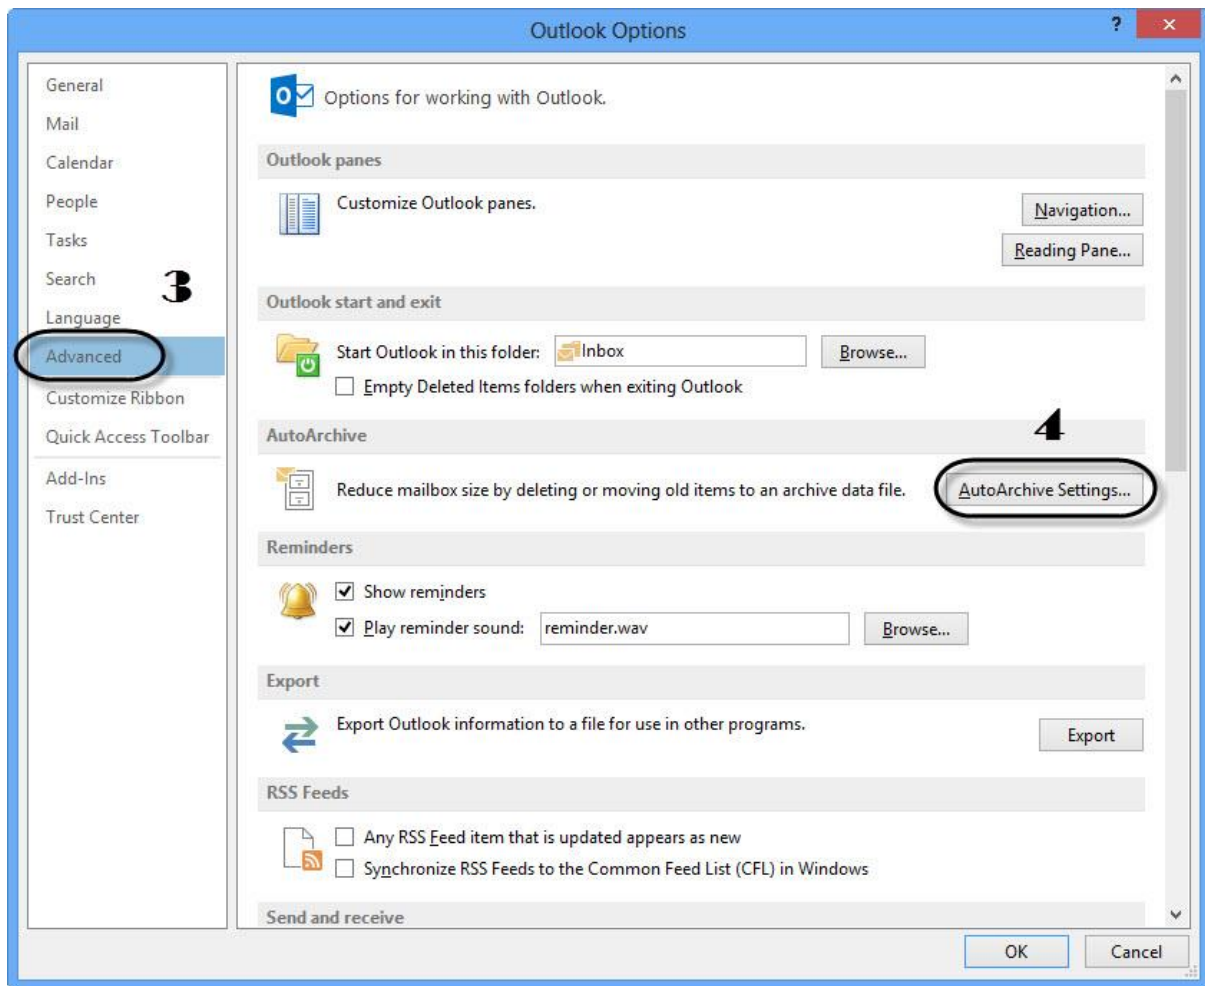 Outlook Options
?
General
Mail
Calendar
People
Tasks
Search
3
Language
Advanced
Customize Ribbon
Quick Access Toolbar
Add-Ins
Trust Center
Options for working with Outlook.
Outlook panes
Customize Outlook panes.
Navigation...
Reading Pane...
Outlook start and exit
Start Outlook in this folder: Inbox Browse...
Empty Deleted Items folders when exiting Outlook
AutoArchive
4
Reduce mailbox size by deleting or moving old items to an archive data file. AutoArchive Settings...
Reminders
Show reminders
Play reminder sound: reminder.wav Browse...
Export
Export Outlook information to a file for use in other programs.
Export
RSS Feeds
Any RSS Feed item that is updated appears as new
Synchronize RSS Feeds to the Common Feed List (CFL) in Windows
Send and receive
OK Cancel